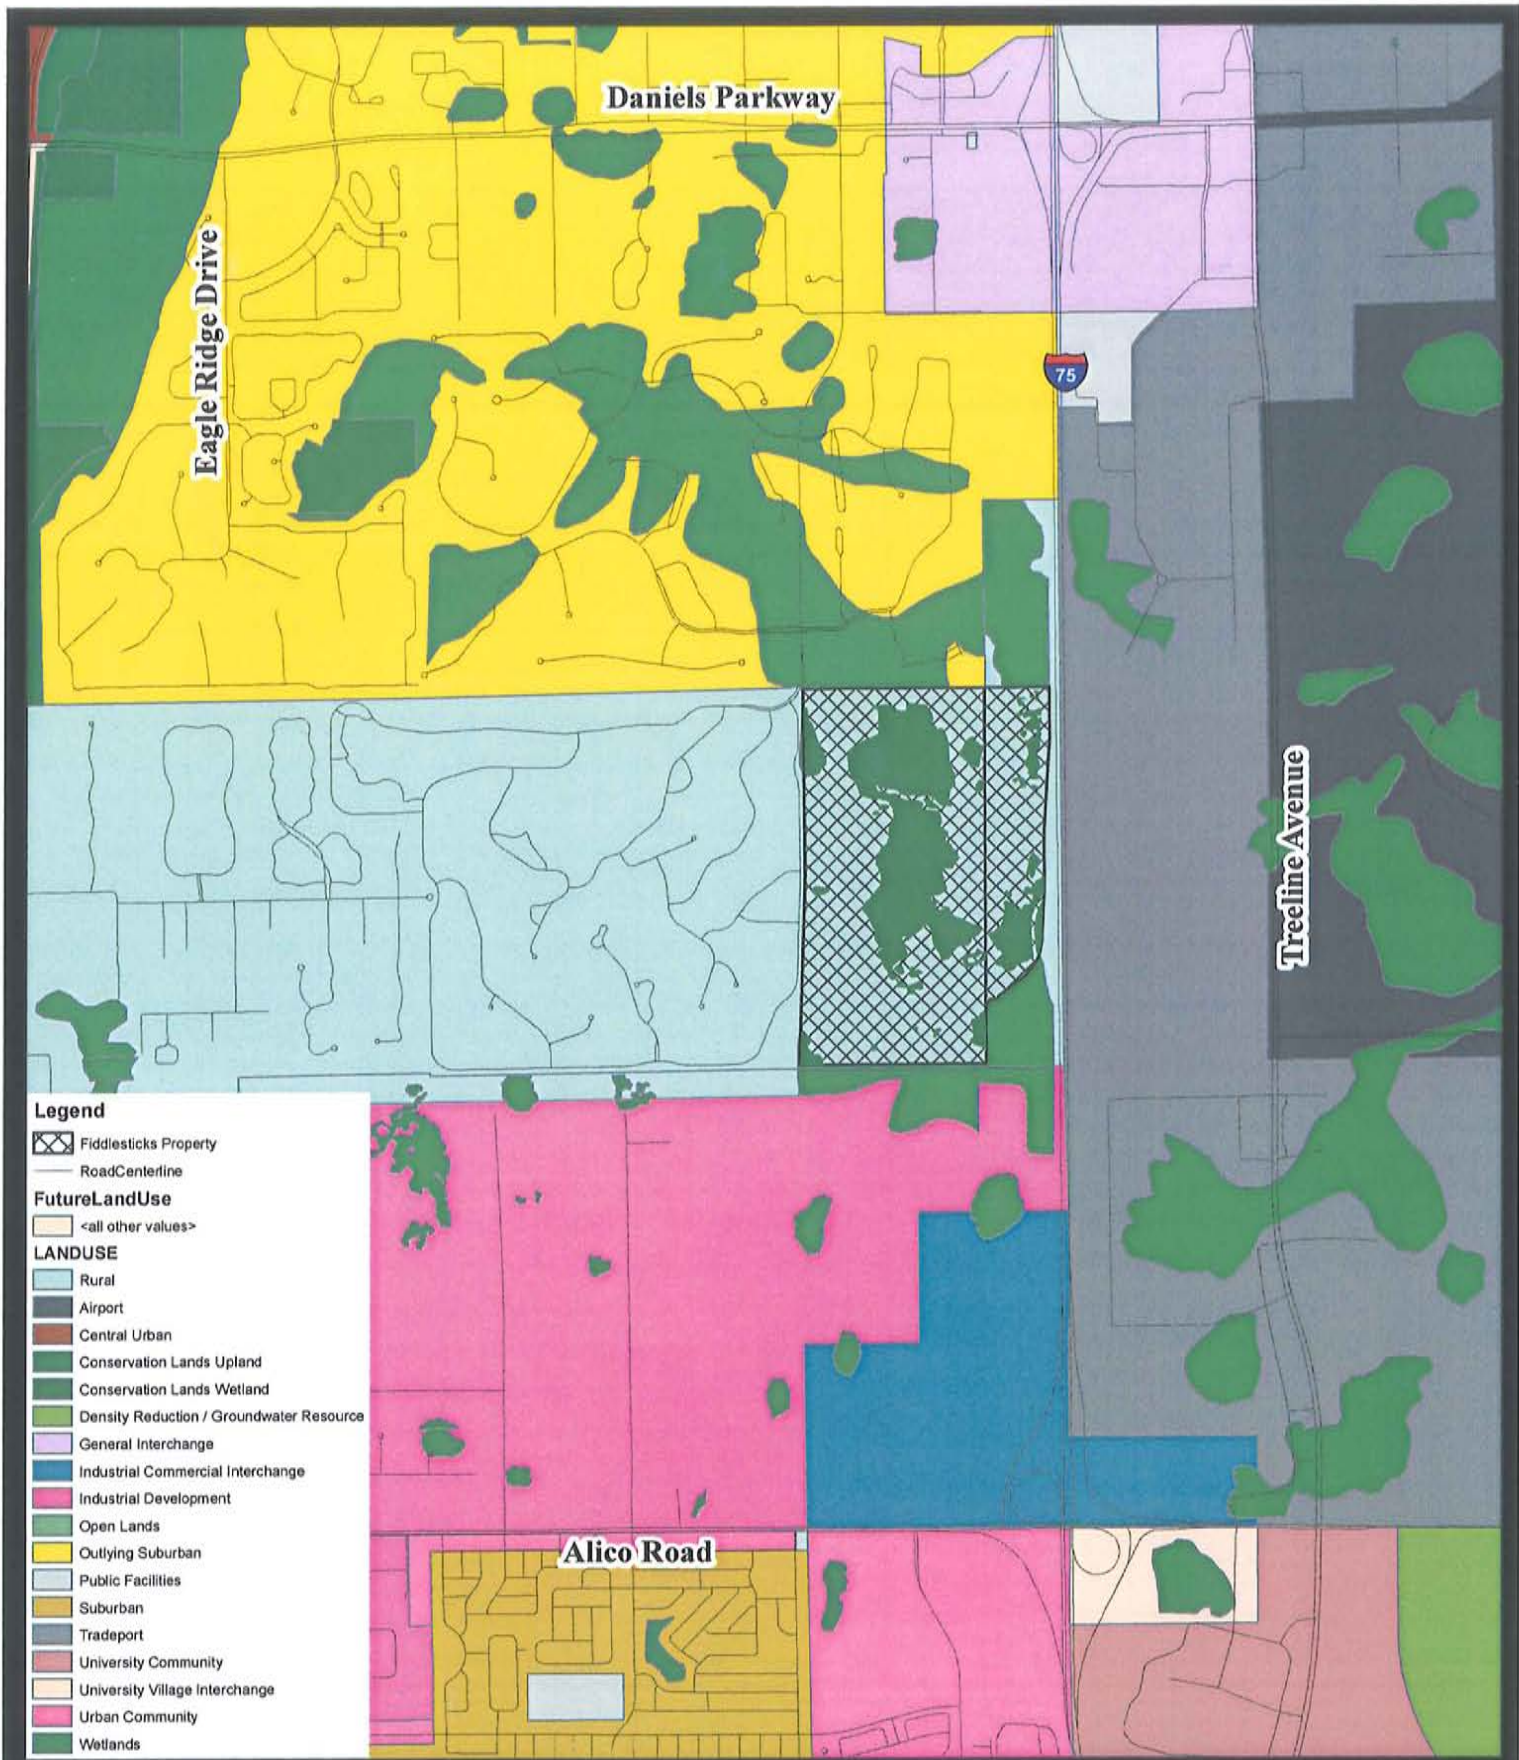 Daniels Parkway
Eagle Ridge Drive
75
Treeline Avenue
Legend
Fiddlesticks Property
RoadCenterline
FutureLandUse
<all other values>
LANDUSE
Rural
Airport
Central Urban
Conservation Lands Upland
Conservation Lands Wetland
Density Reduction / Groundwater Resource
General Interchange
Industrial Commercial Interchange
Industrial Development
Open Lands
Outlying Suburban
Public Facilities
Suburban
Tradeport
University Community
University Village Interchange
Urban Community
Wetlands
Alico Road